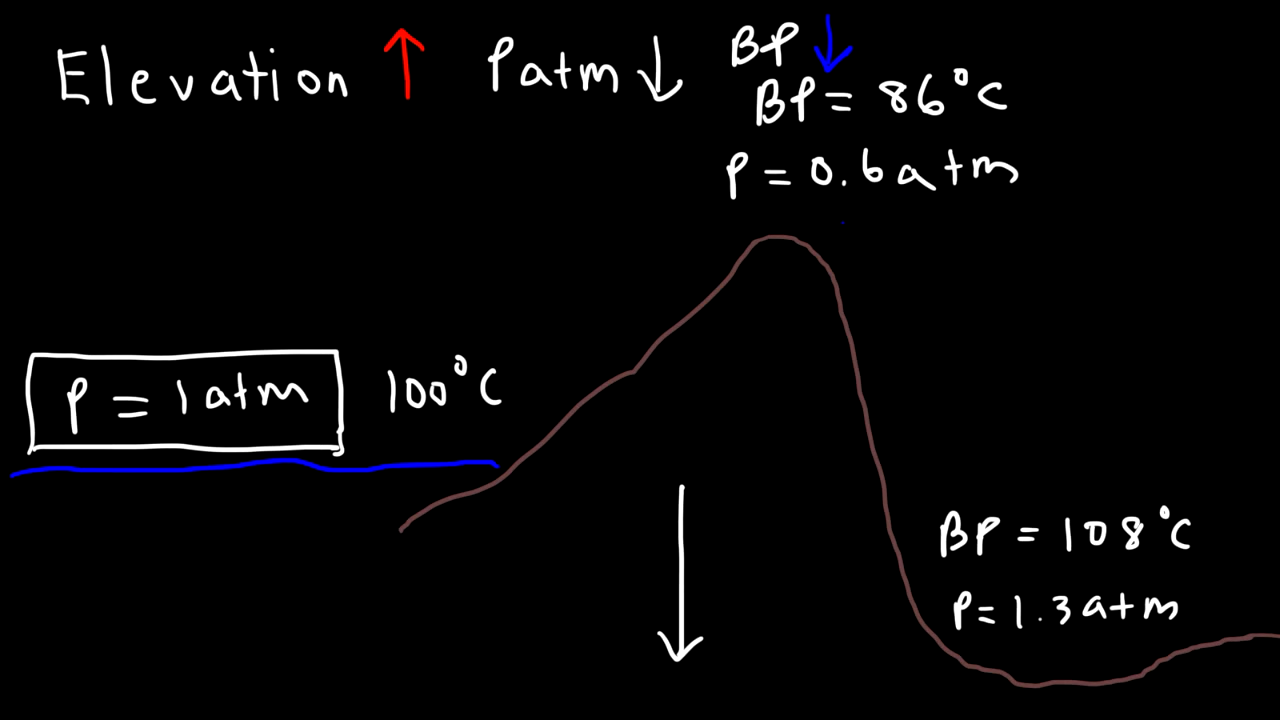 Elevation ↑ Patm ↓ BP ↓
BP = 86°C
P = 0.6 atm
P = 1 atm 100°C
BP = 108°C
P = 1.3 atm